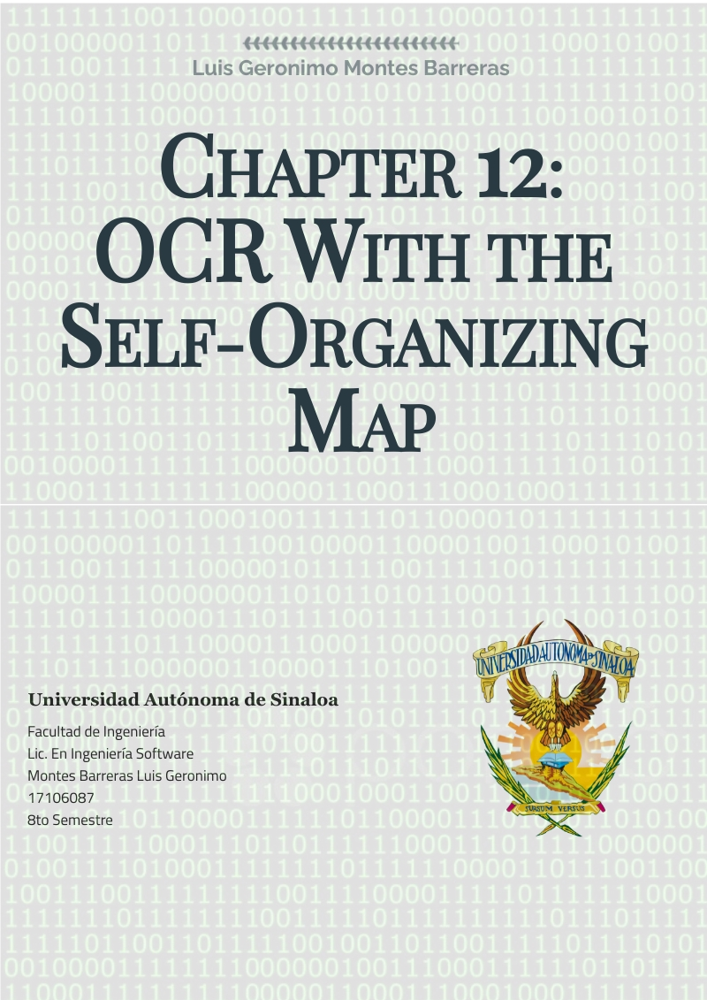 Luis Geronimo Montes Barreras
CHAPTER 12:
OCR WITH THE
SELF-ORGANIZING
MAP
UNIVERSIDAD AUTONOMA DE SINALOA
Universidad Autónoma de Sinaloa
Facultad de Ingeniería
Lic. En Ingeniería Software
Montes Barreras Luis Geronimo
17106087
8to Semestre
SURSUM VERSUS